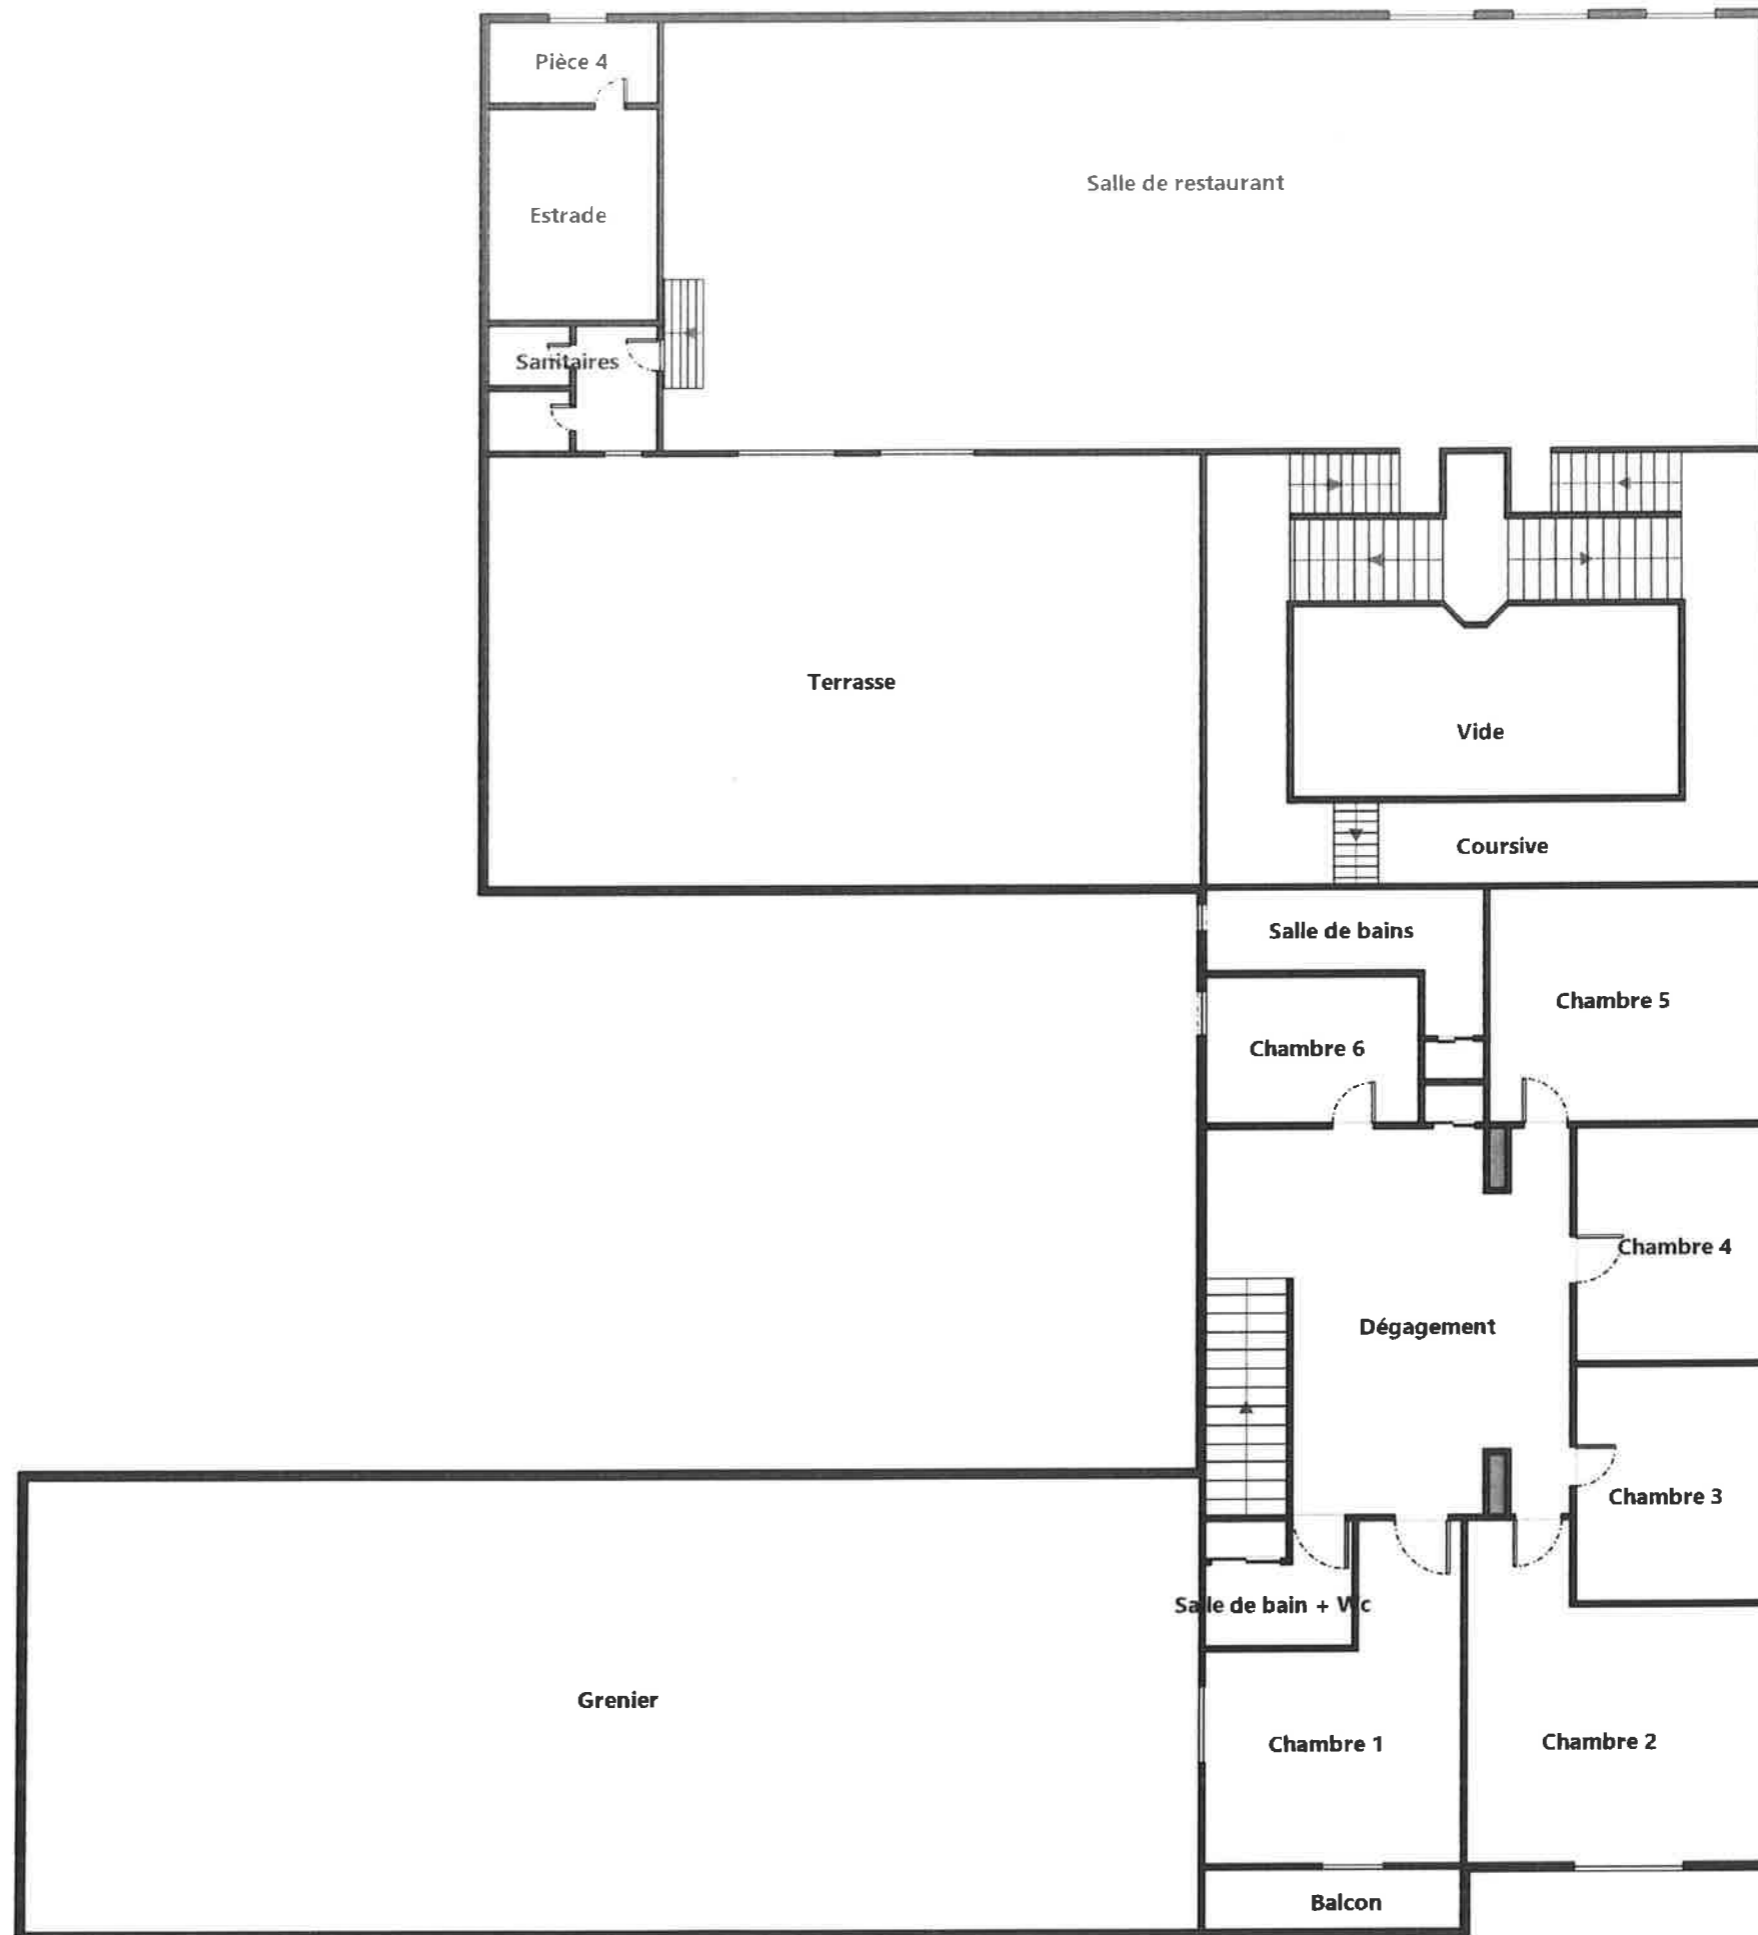 Pièce 4
Salle de restaurant
Estrade
Sanitaires
Terrasse
Vide
Coursive
Salle de bains
Chambre 5
Chambre 6
Chambre 4
Dégagement
Chambre 3
Salle de bain + Wc
Grenier
Chambre 1
Chambre 2
Balcon